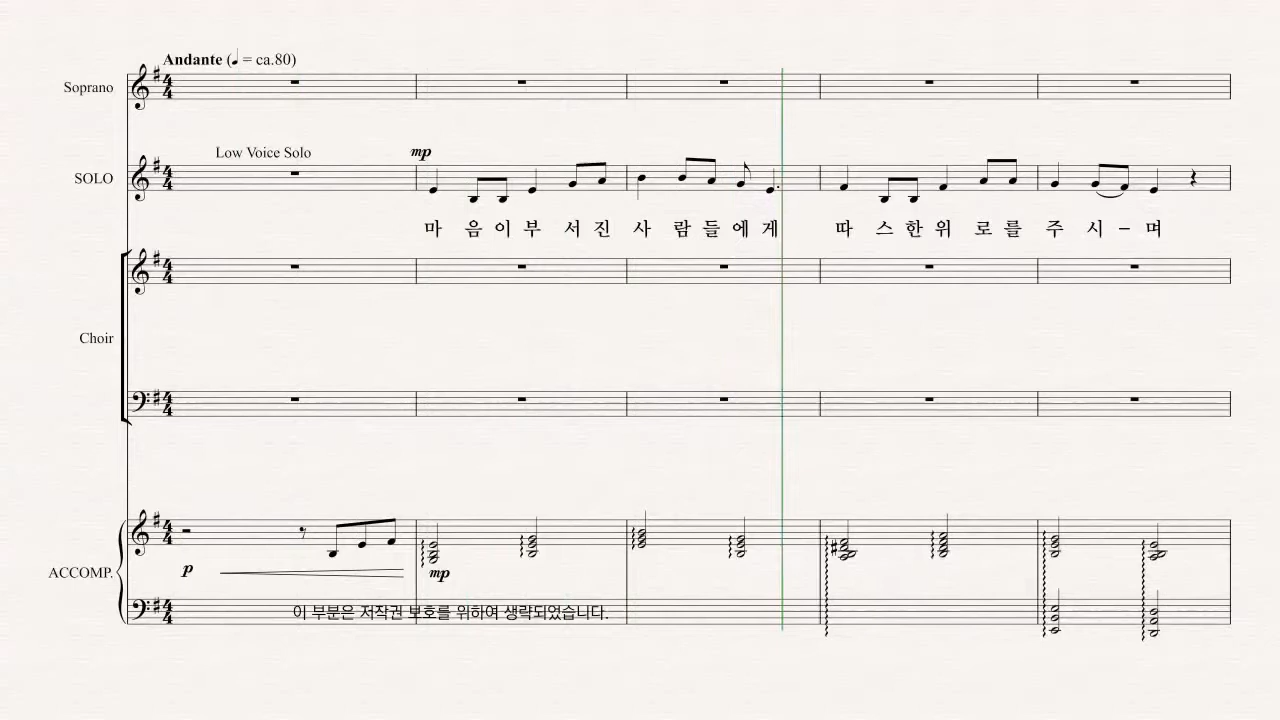 Andante (♩ = ca.80)
Soprano
Low Voice Solo
mp
SOLO
마 음 이 부 서 진 사 람 들 에 게 따 스 한 위 로 를 주 시 – 며
Choir
ACCOMP.
p
mp
이 부분은 저작권 보호를 위하여 생략되었습니다.